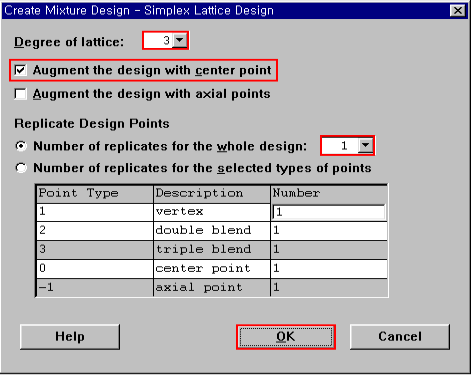 Create Mixture Design - Simplex Lattice Design
Degree of lattice: 3
Augment the design with center point
Augment the design with axial points
Replicate Design Points
Number of replicates for the whole design: 1
Number of replicates for the selected types of points
Point Type Description Number
1 vertex 1
2 double blend 1
3 triple blend 1
0 center point 1
-1 axial point 1
Help OK Cancel